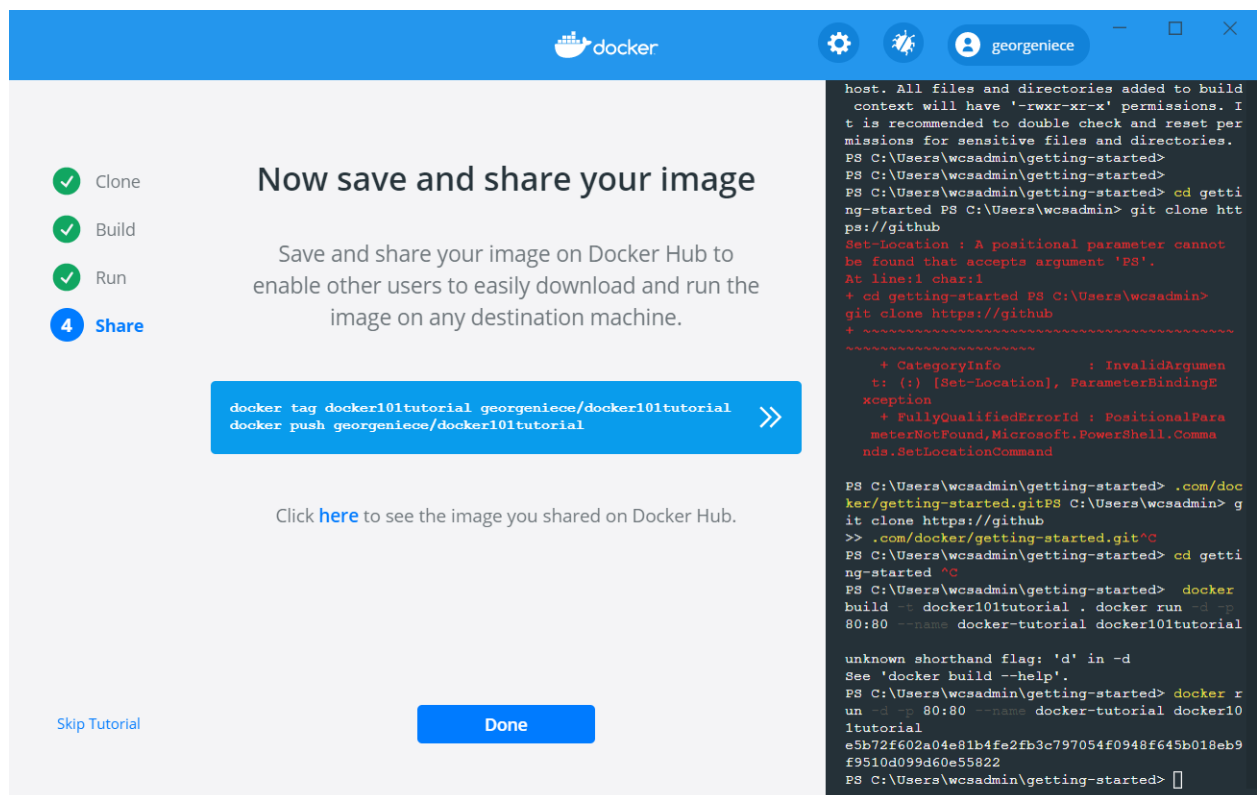 docker
georgeniece
Clone
Build
Run
4 Share
Now save and share your image
Save and share your image on Docker Hub to
enable other users to easily download and run the
image on any destination machine.
docker tag docker101tutorial georgeniece/docker101tutorial
docker push georgeniece/docker101tutorial
Click here to see the image you shared on Docker Hub.
Skip Tutorial
Done
host. All files and directories added to build
 context will have '-rwxr-xr-x' permissions. I
t is recommended to double check and reset per
missions for sensitive files and directories.
PS C:\Users\wcsadmin\getting-started>
PS C:\Users\wcsadmin\getting-started>
PS C:\Users\wcsadmin\getting-started> cd getti
ng-started PS C:\Users\wcsadmin> git clone htt
ps://github
Set-Location : A positional parameter cannot
be found that accepts argument 'PS'.
At line:1 char:1
+ cd getting-started PS C:\Users\wcsadmin>
git clone https://github
+ ~~~~~~~~~~~~~~~~~~~~~~~~~~~~~~~~~~~~~~~~~~~
~~~~~~~~~~~~~~~~~~~~~~
    + CategoryInfo          : InvalidArgumen
   t: (:) [Set-Location], ParameterBindingE
  xception
    + FullyQualifiedErrorId : PositionalPara
   meterNotFound,Microsoft.PowerShell.Comma
  nds.SetLocationCommand
PS C:\Users\wcsadmin\getting-started> .com/doc
ker/getting-started.gitPS C:\Users\wcsadmin> g
it clone https://github
>> .com/docker/getting-started.git^C
PS C:\Users\wcsadmin\getting-started> cd getti
ng-started ^C
PS C:\Users\wcsadmin\getting-started>  docker
build -t docker101tutorial . docker run -d -p
80:80 --name docker-tutorial docker101tutorial
unknown shorthand flag: 'd' in -d
See 'docker build --help'.
PS C:\Users\wcsadmin\getting-started> docker r
un -d -p 80:80 --name docker-tutorial docker10
1tutorial
e5b72f602a04e81b4fe2fb3c797054f0948f645b018eb9
f9510d099d60e55822
PS C:\Users\wcsadmin\getting-started>